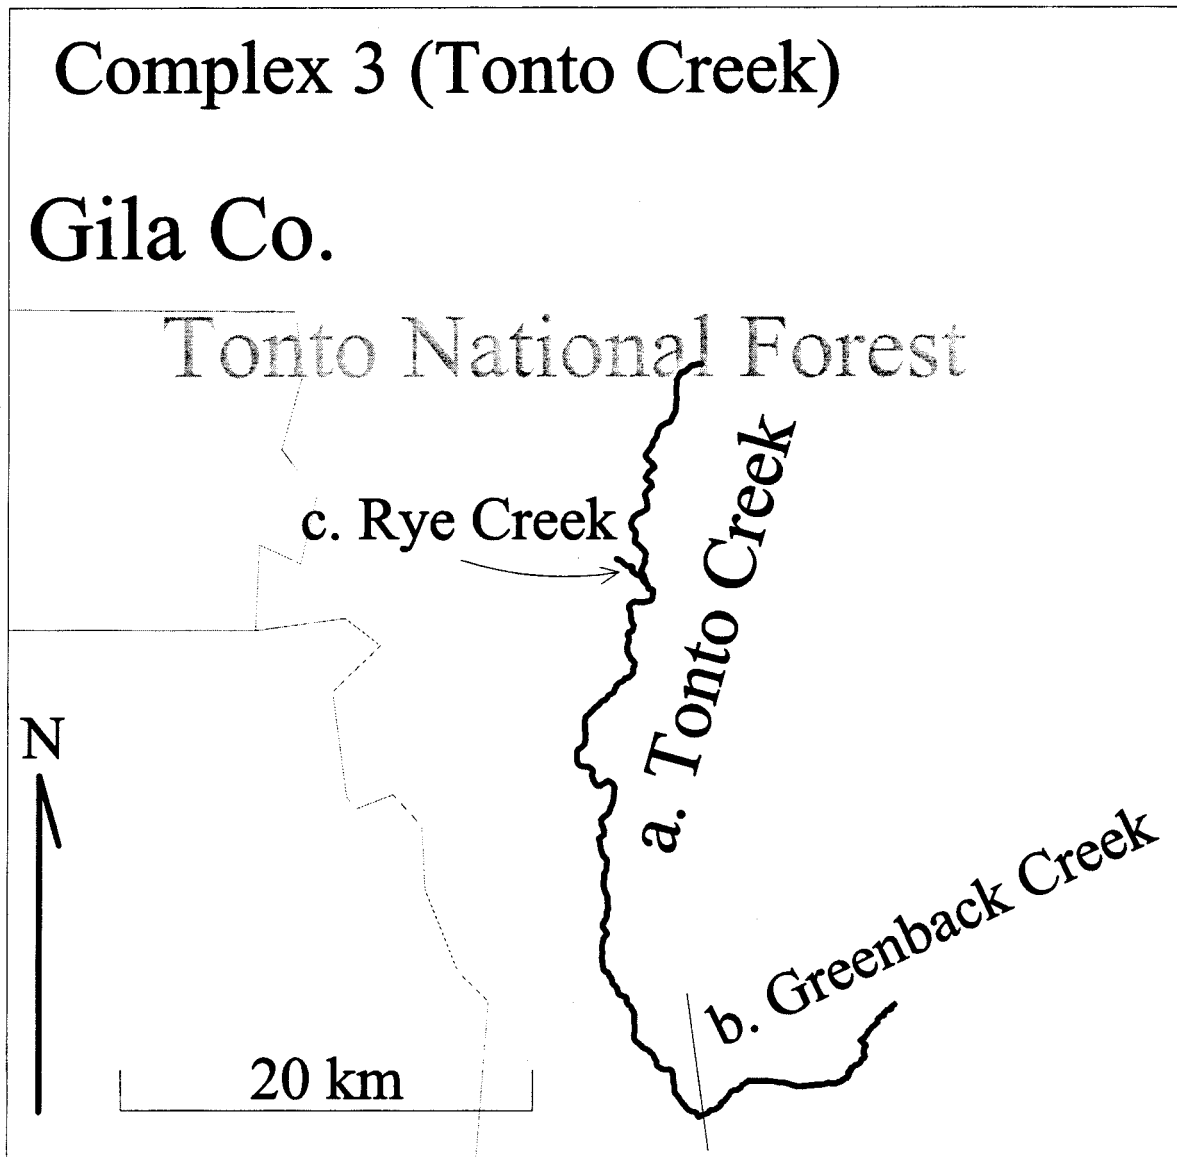 Complex 3 (Tonto Creek)
Gila Co.
Tonto National Forest
c. Rye Creek
a. Tonto Creek
N
b. Greenback Creek
20 km